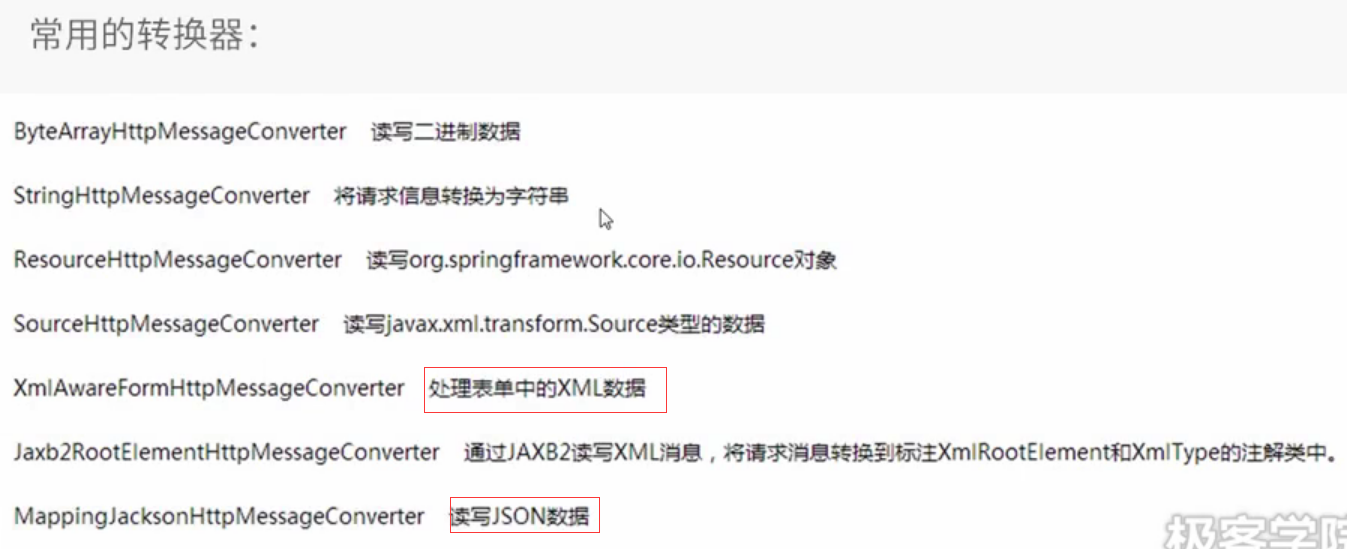 常用的转换器：
ByteArrayHttpMessageConverter 读写二进制数据
StringHttpMessageConverter 将请求信息转换为字符串
ResourceHttpMessageConverter 读写org.springframework.core.io.Resource对象
SourceHttpMessageConverter 读写javax.xml.transform.Source类型的数据
XmlAwareFormHttpMessageConverter 处理表单中的XML数据
Jaxb2RootElementHttpMessageConverter 通过JAXB2读写XML消息，将请求消息转换到标注XmlRootElement和XmlType的注解类中。
MappingJacksonHttpMessageConverter 读写JSON数据
极客学院